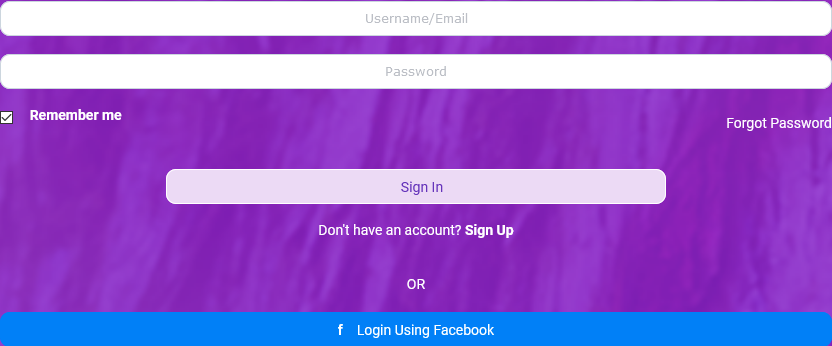 Username/Email
Password
Remember me
Forgot Password
Sign In
Don't have an account? Sign Up
OR
f Login Using Facebook